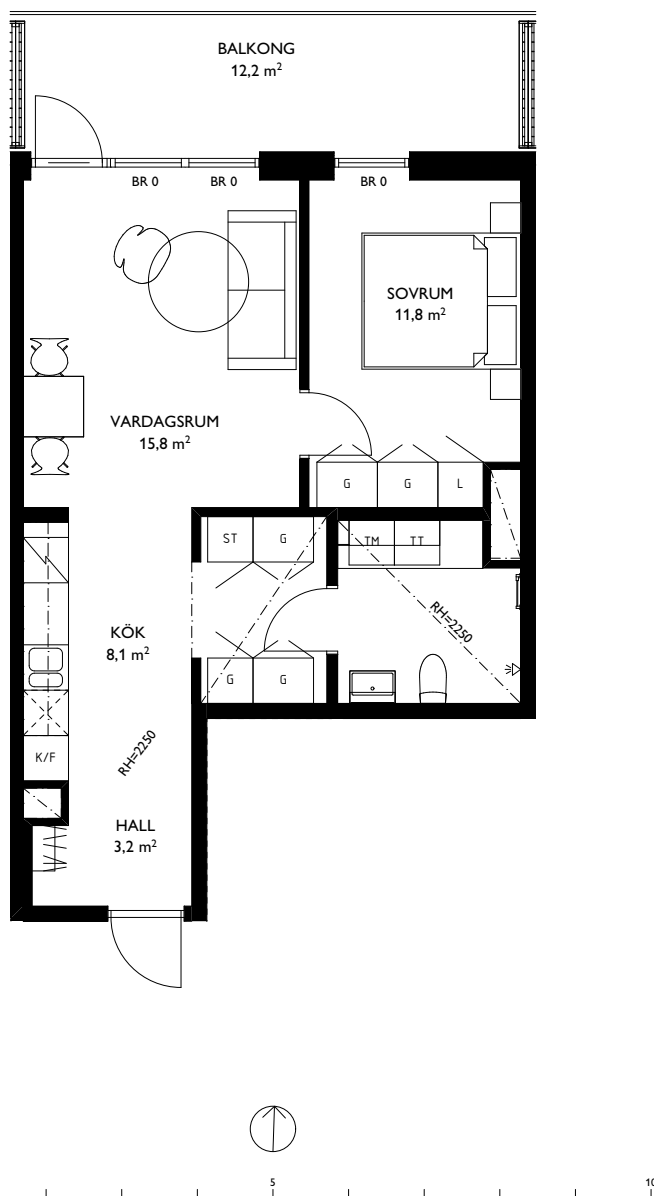 BALKONG
12,2 m²
BR 0
BR 0
BR 0
SOVRUM
11,8 m²
VARDAGSRUM
15,8 m²
G
G
L
ST
G
TM
TT
RH=2250
KÖK
8,1 m²
G
G
RH=2250
K/F
HALL
3,2 m²
5
10